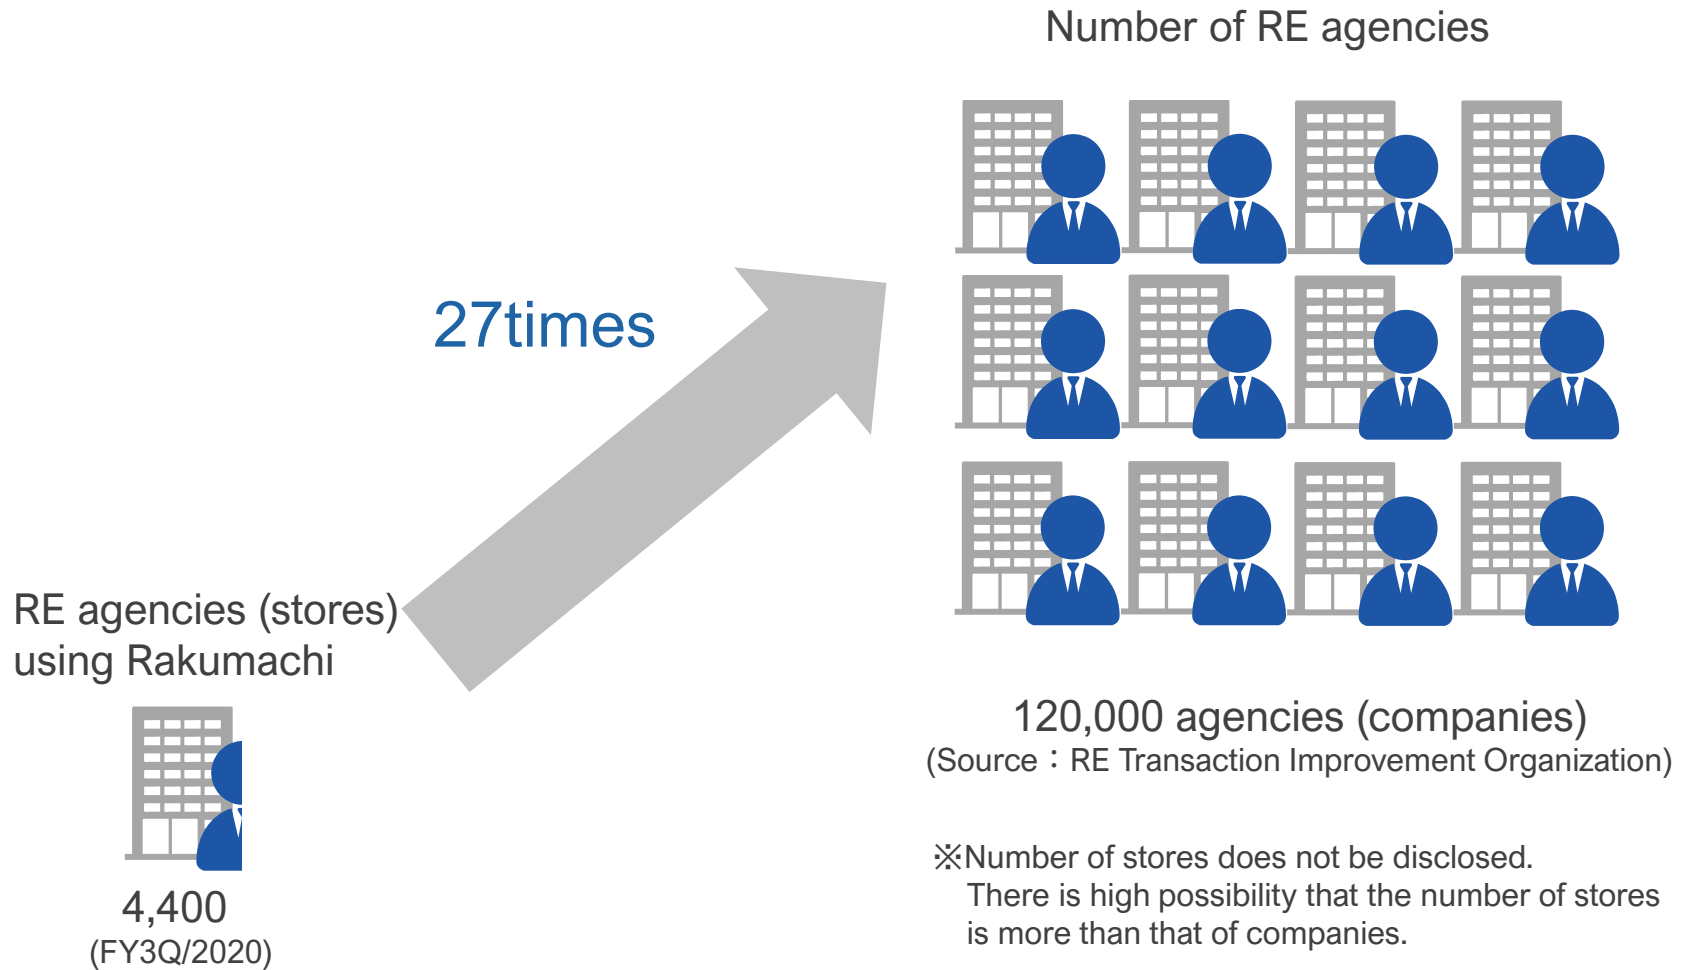 Number of RE agencies
27times
RE agencies (stores)
using Rakumachi
4,400
(FY3Q/2020)
120,000 agencies (companies)
(Source：RE Transaction Improvement Organization)
※Number of stores does not be disclosed.
There is high possibility that the number of stores
is more than that of companies.